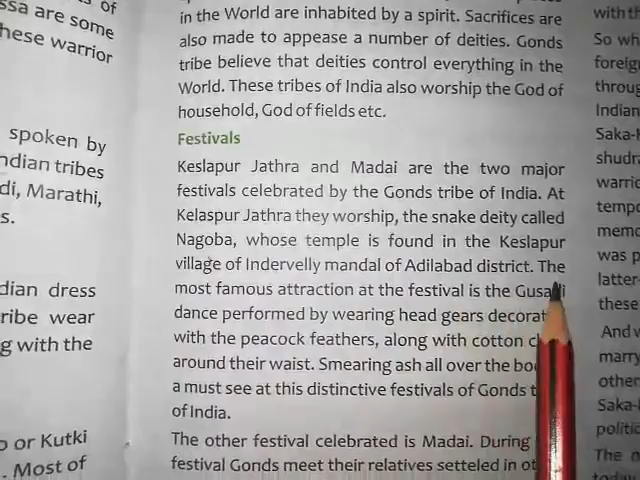 ssa are some
hese warrior
spoken by
ndian tribes
di, Marathi,
s.
dian dress
ribe wear
g with the
o or Kutki
. Most of
in the World are inhabited by a spirit. Sacrifices are
also made to appease a number of deities. Gonds
tribe believe that deities control everything in the
World. These tribes of India also worship the God of
household, God of fields etc.
Festivals
Keslapur Jathra and Madai are the two major
festivals celebrated by the Gonds tribe of India. At
Kelaspur Jathra they worship, the snake deity called
Nagoba, whose temple is found in the Keslapur
village of Indervelly mandal of Adilabad district. The
most famous attraction at the festival is the Gusadi
dance performed by wearing head gears decorat
with the peacock feathers, along with cotton c
around their waist. Smearing ash all over the bo
a must see at this distinctive festivals of Gonds t
of India.
The other festival celebrated is Madai. During
festival Gonds meet their relatives setteled in ot
with th
So wh
foreig
throug
Indian
Saka-
shudra
warric
tempo
memo
was p
latter-
these
And w
marry
other
Saka-
politic
The o